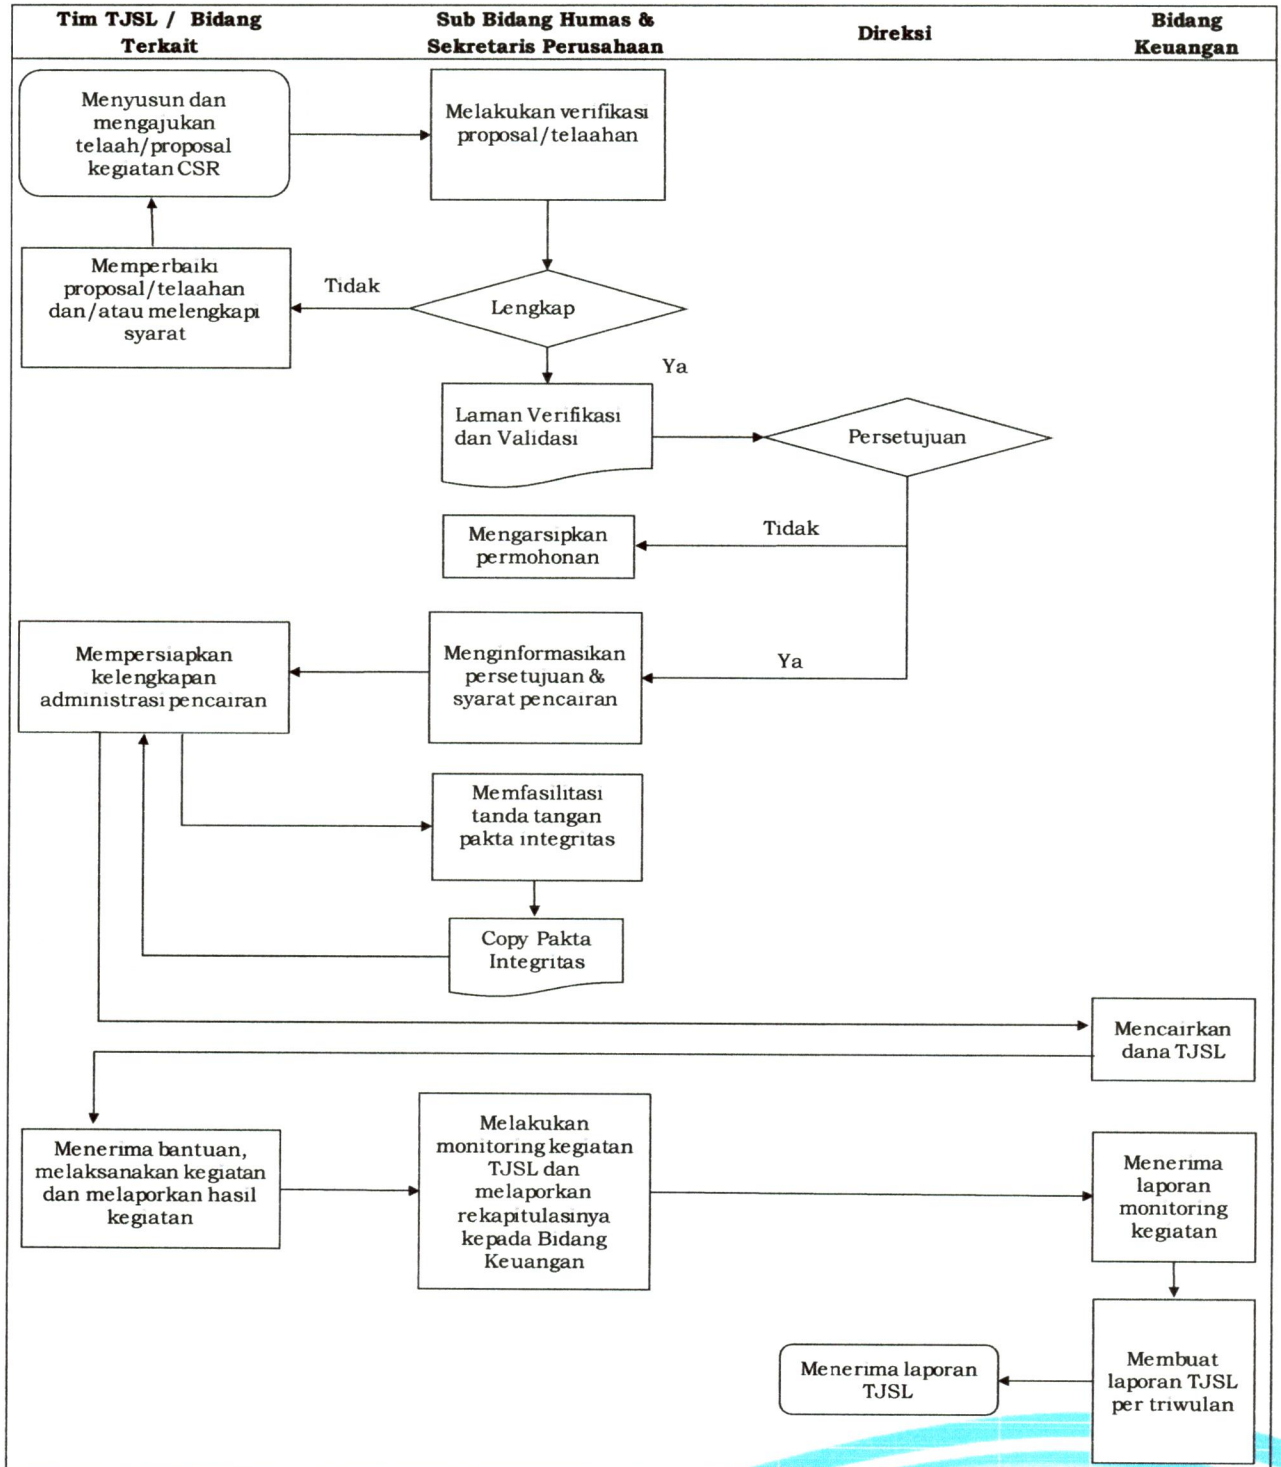 Tim TJSL / Bidang
Terkait
Sub Bidang Humas &
Sekretaris Perusahaan
Direksi
Bidang
Keuangan
Menyusun dan
mengajukan
telaah/proposal
kegiatan CSR
Melakukan verifikasi
proposal/telaahan
Memperbaiki
proposal/telaahan
dan/atau melengkapi
syarat
Tidak
Lengkap
Ya
Laman Verifikasi
dan Validasi
Persetujuan
Mengarsipkan
permohonan
Tidak
Mempersiapkan
kelengkapan
administrasi pencairan
Menginformasikan
persetujuan &
syarat pencairan
Ya
Memfasilitasi
tanda tangan
pakta integritas
Copy Pakta
Integritas
Mencairkan
dana TJSL
Menerima bantuan,
melaksanakan kegiatan
dan melaporkan hasil
kegiatan
Melakukan
monitoring kegiatan
TJSL dan
melaporkan
rekapitulasinya
kepada Bidang
Keuangan
Menerima
laporan
monitoring
kegiatan
Menerima laporan
TJSL
Membuat
laporan TJSL
per triwulan